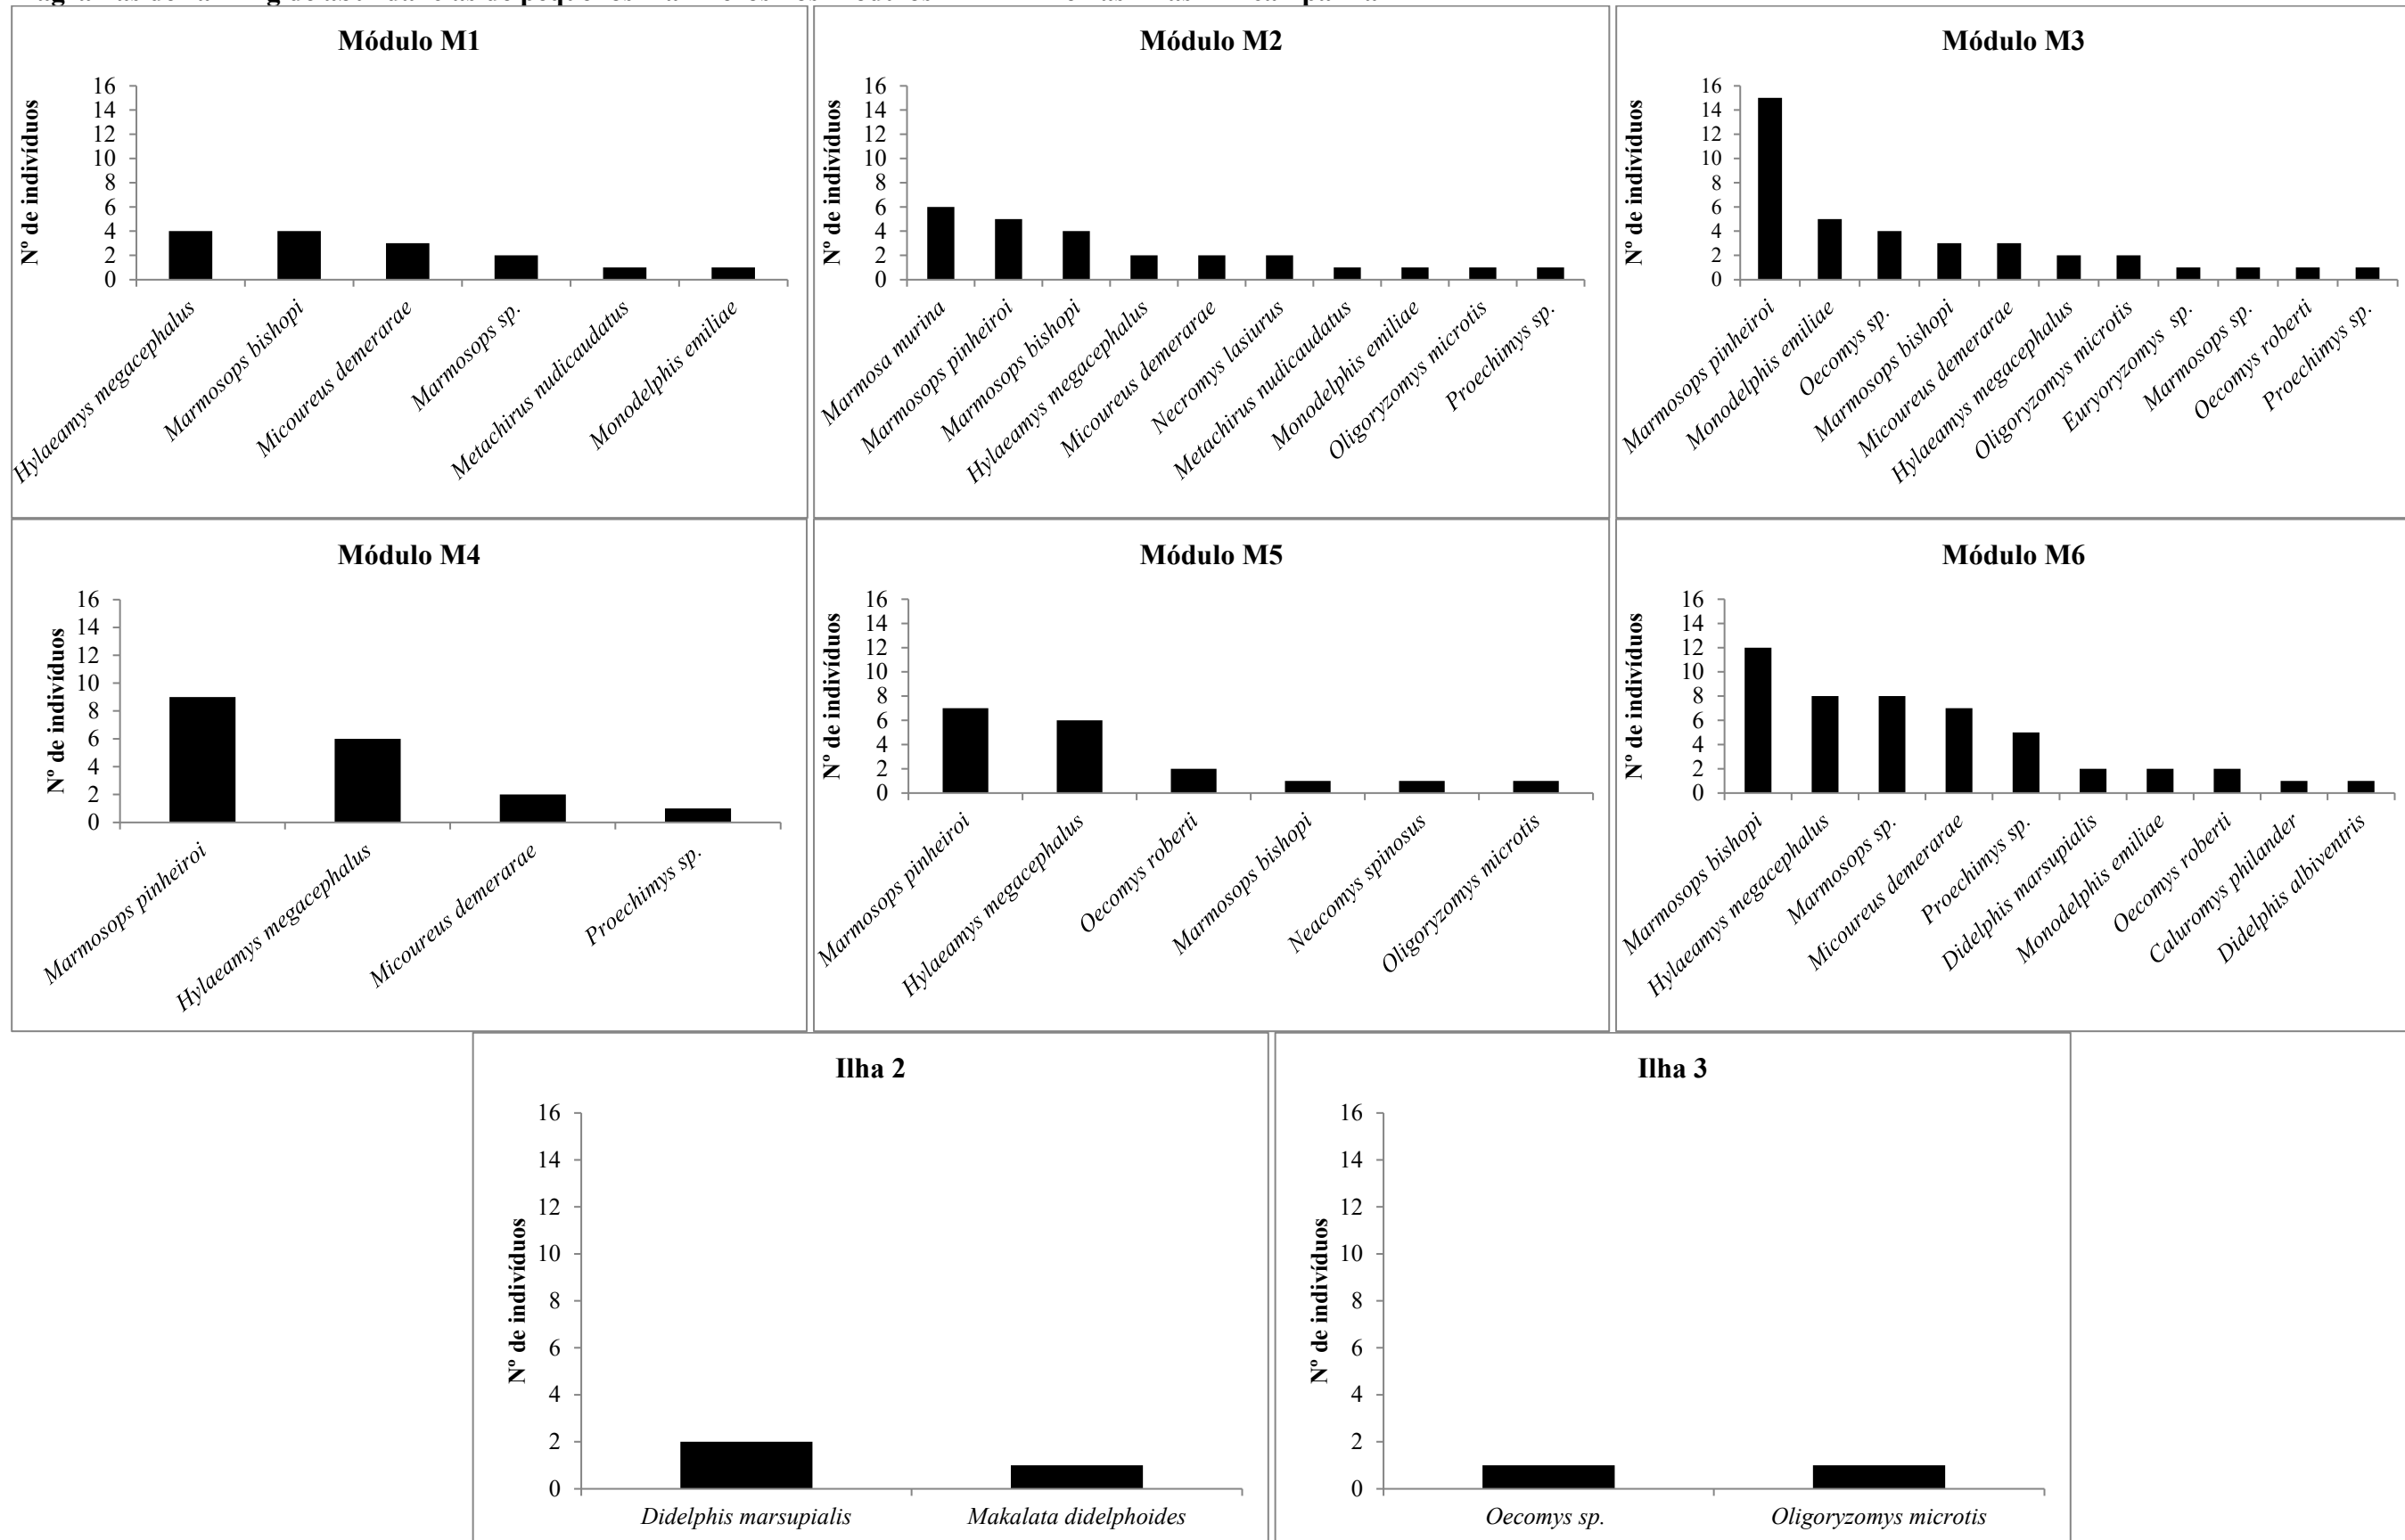 Módulo M1
Nº de indivíduos
16
14
12
10
8
6
4
2
0
Hylaeamys megacephalus
Marmosops bishopi
Micoureus demerarae
Marmosops sp.
Metachirus nudicaudatus
Monodelphis emiliae
Módulo M2
Nº de indivíduos
16
14
12
10
8
6
4
2
0
Marmosa murina
Marmosops pinheiroi
Marmosops bishopi
Hylaeamys megacephalus
Micoureus demerarae
Necromys lasiurus
Metachirus nudicaudatus
Monodelphis emiliae
Oligoryzomys microtis
Proechimys sp.
Módulo M3
Nº de indivíduos
16
14
12
10
8
6
4
2
0
Marmosops pinheiroi
Monodelphis emiliae
Oecomys sp.
Marmosops bishopi
Micoureus demerarae
Hylaeamys megacephalus
Oligoryzomys microtis
Euryoryzomys sp.
Marmosops sp.
Oecomys roberti
Proechimys sp.
Módulo M4
Nº de indivíduos
16
14
12
10
8
6
4
2
0
Marmosops pinheiroi
Hylaeamys megacephalus
Micoureus demerarae
Proechimys sp.
Módulo M5
Nº de indivíduos
16
14
12
10
8
6
4
2
0
Marmosops pinheiroi
Hylaeamys megacephalus
Oecomys roberti
Marmosops bishopi
Neacomys spinosus
Oligoryzomys microtis
Módulo M6
Nº de indivíduos
16
14
12
10
8
6
4
2
0
Marmosops bishopi
Hylaeamys megacephalus
Marmosops sp.
Micoureus demerarae
Proechimys sp.
Didelphis marsupialis
Monodelphis emiliae
Oecomys roberti
Caluromys philander
Didelphis albiventris
Ilha 2
Nº de indivíduos
16
14
12
10
8
6
4
2
0
Didelphis marsupialis
Makalata didelphoides
Ilha 3
Nº de indivíduos
16
14
12
10
8
6
4
2
0
Oecomys sp.
Oligoryzomys microtis